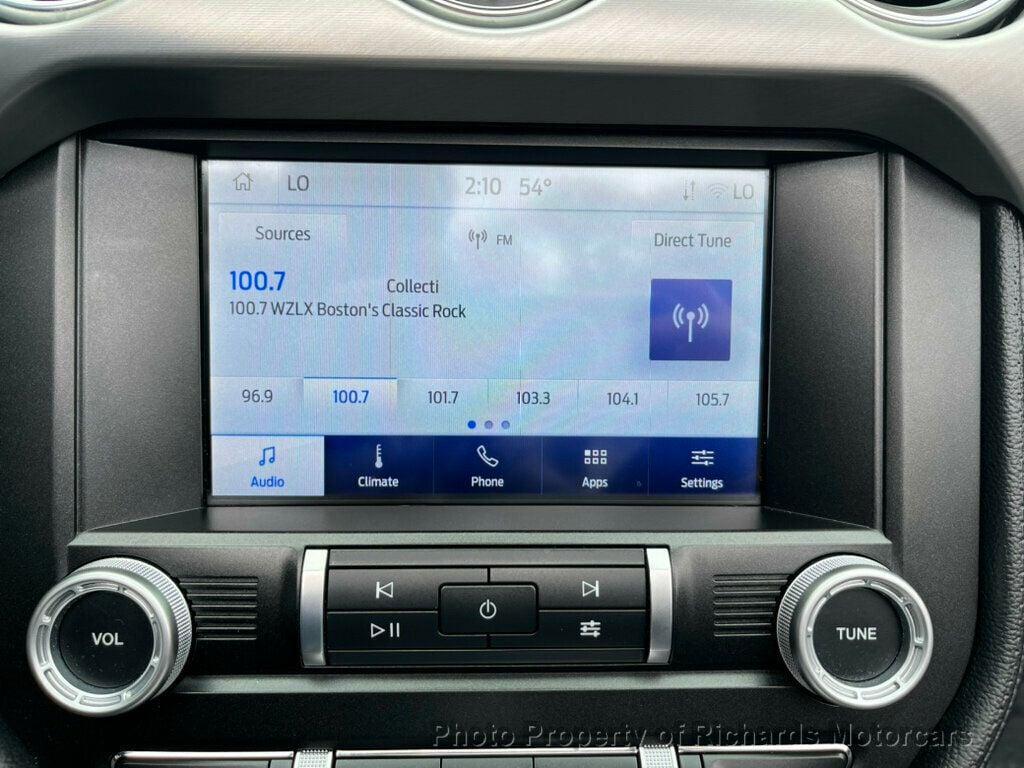 LO 2:10 54° LO
Sources FM Direct Tune
100.7 Collecti
100.7 WZLX Boston's Classic Rock
96.9 100.7 101.7 103.3 104.1 105.7
Audio Climate Phone Apps Settings
VOL TUNE
Photo Property of Richards Motorcars